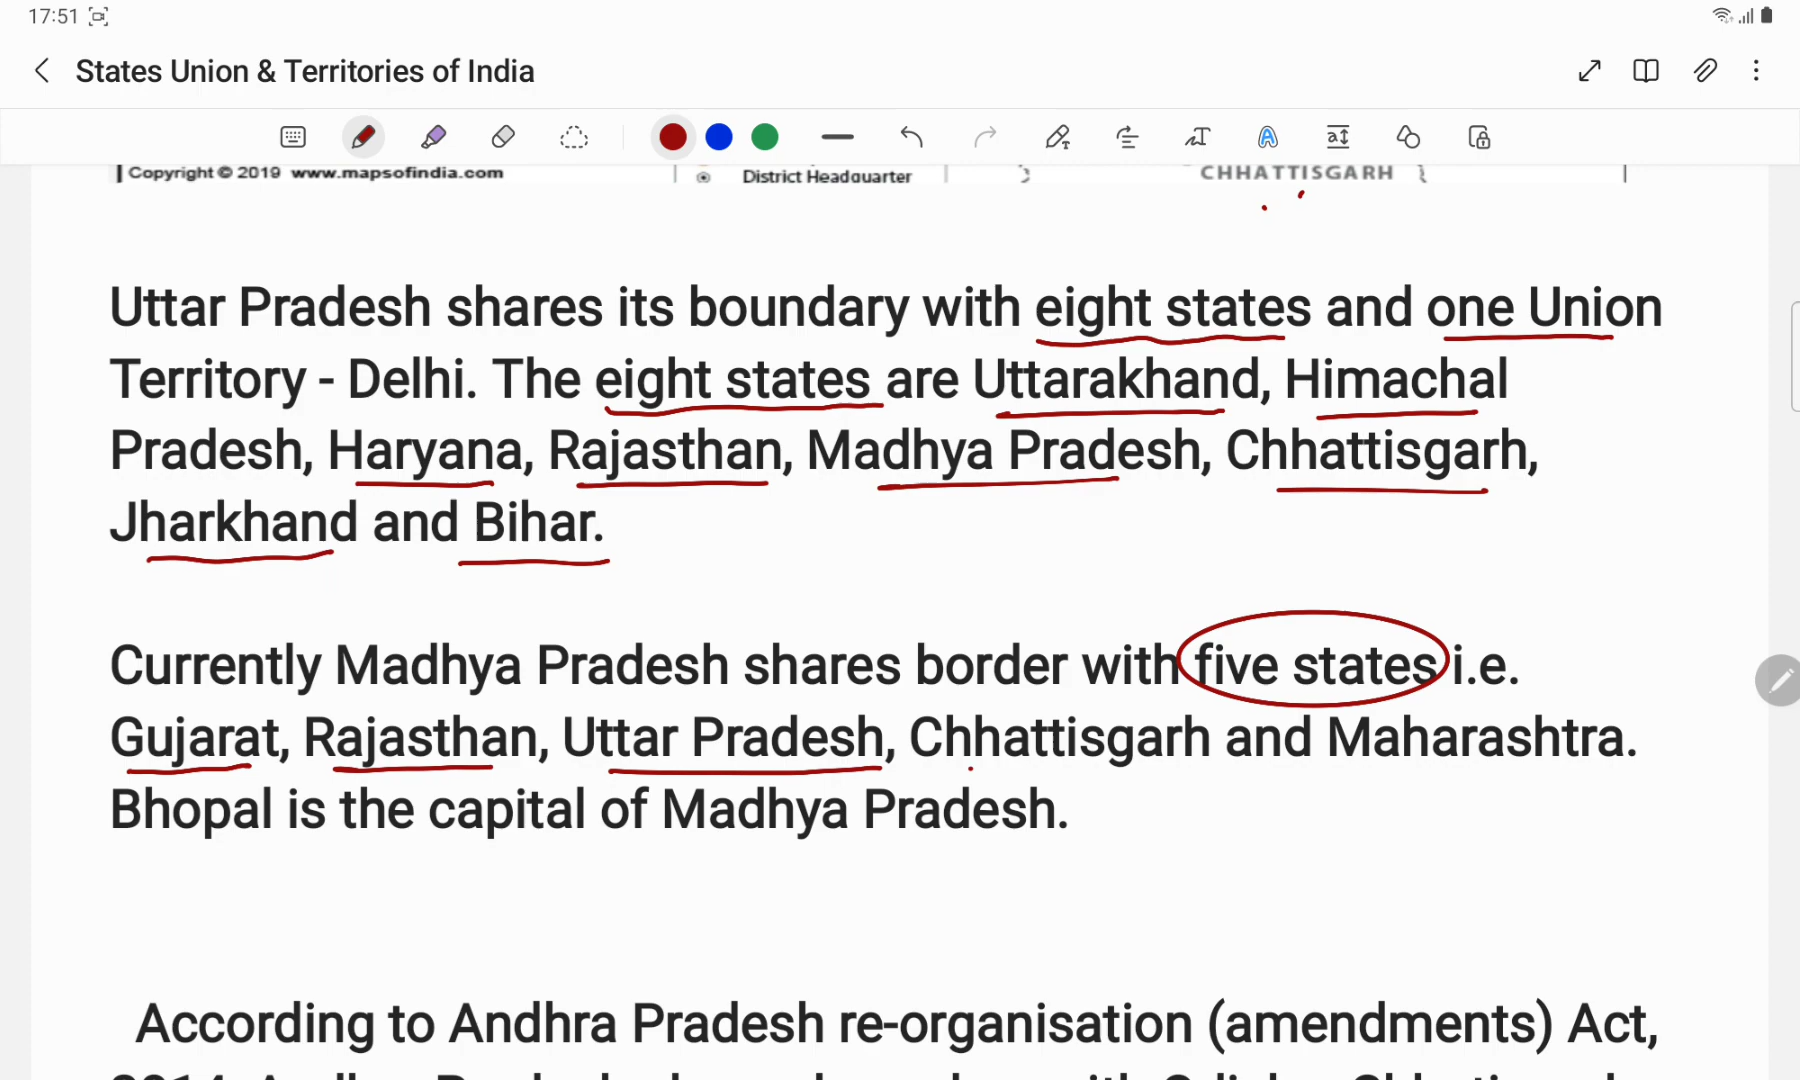 17:51
States Union & Territories of India
Copyright © 2019 www.mapsofindia.com
District Headquarter
CHHATTISGARH
Uttar Pradesh shares its boundary with eight states and one Union
Territory - Delhi. The eight states are Uttarakhand, Himachal
Pradesh, Haryana, Rajasthan, Madhya Pradesh, Chhattisgarh,
Jharkhand and Bihar.
Currently Madhya Pradesh shares border with five states i.e.
Gujarat, Rajasthan, Uttar Pradesh, Chhattisgarh and Maharashtra.
Bhopal is the capital of Madhya Pradesh.
According to Andhra Pradesh re-organisation (amendments) Act,